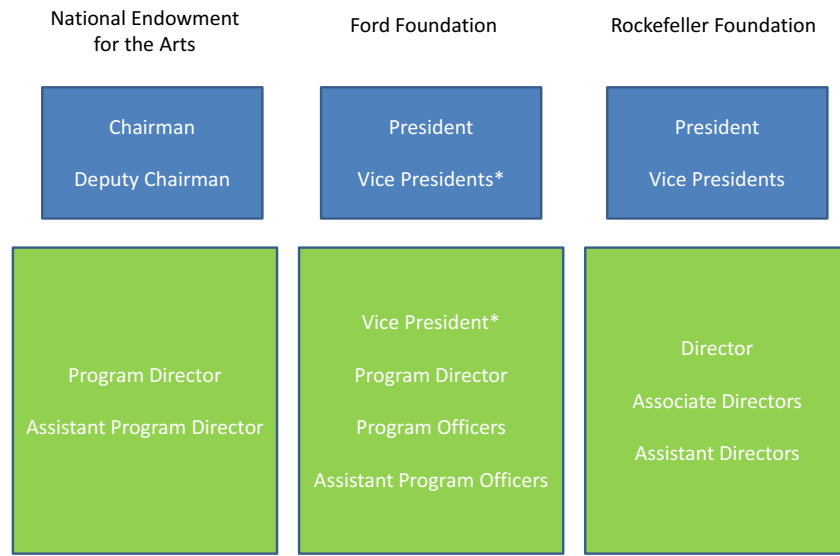 National Endowment
for the Arts
Ford Foundation
Rockefeller Foundation
Chairman
Deputy Chairman
President
Vice Presidents*
President
Vice Presidents
Program Director
Assistant Program Director
Vice President*
Program Director
Program Officers
Assistant Program Officers
Director
Associate Directors
Assistant Directors